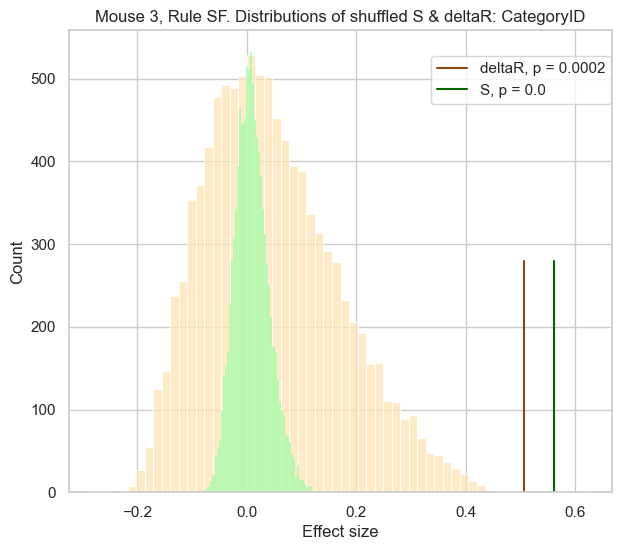 Mouse 3, Rule SF. Distributions of shuffled S & deltaR: CategoryID
deltaR, p = 0.0002
S, p = 0.0
500
400
300
200
100
0
Count
−0.2 0.0 0.2 0.4 0.6
Effect size